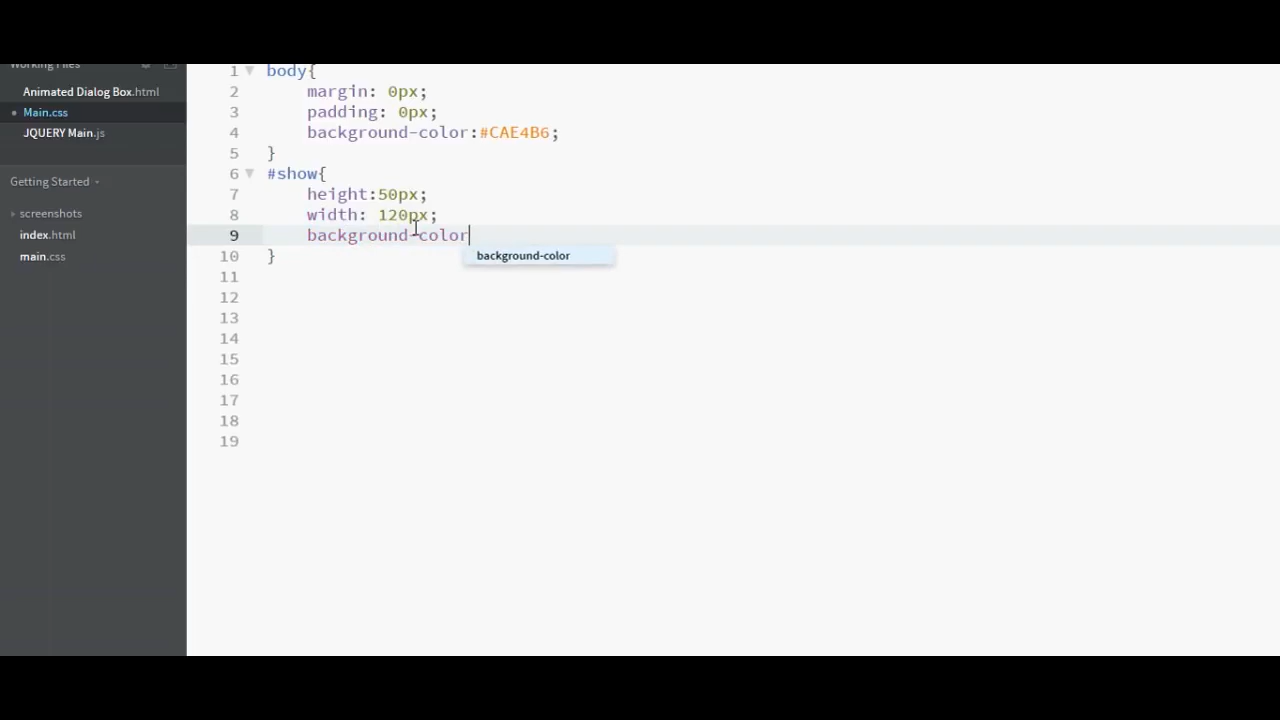 Working Files
Animated Dialog Box.html
Main.css
JQUERY Main.js
Getting Started
screenshots
index.html
main.css
1 body{
2 margin: 0px;
3 padding: 0px;
4 background-color:#CAE4B6;
5 }
6 #show{
7 height:50px;
8 width: 120px;
9 background-color
background-color
10 }
11
12
13
14
15
16
17
18
19